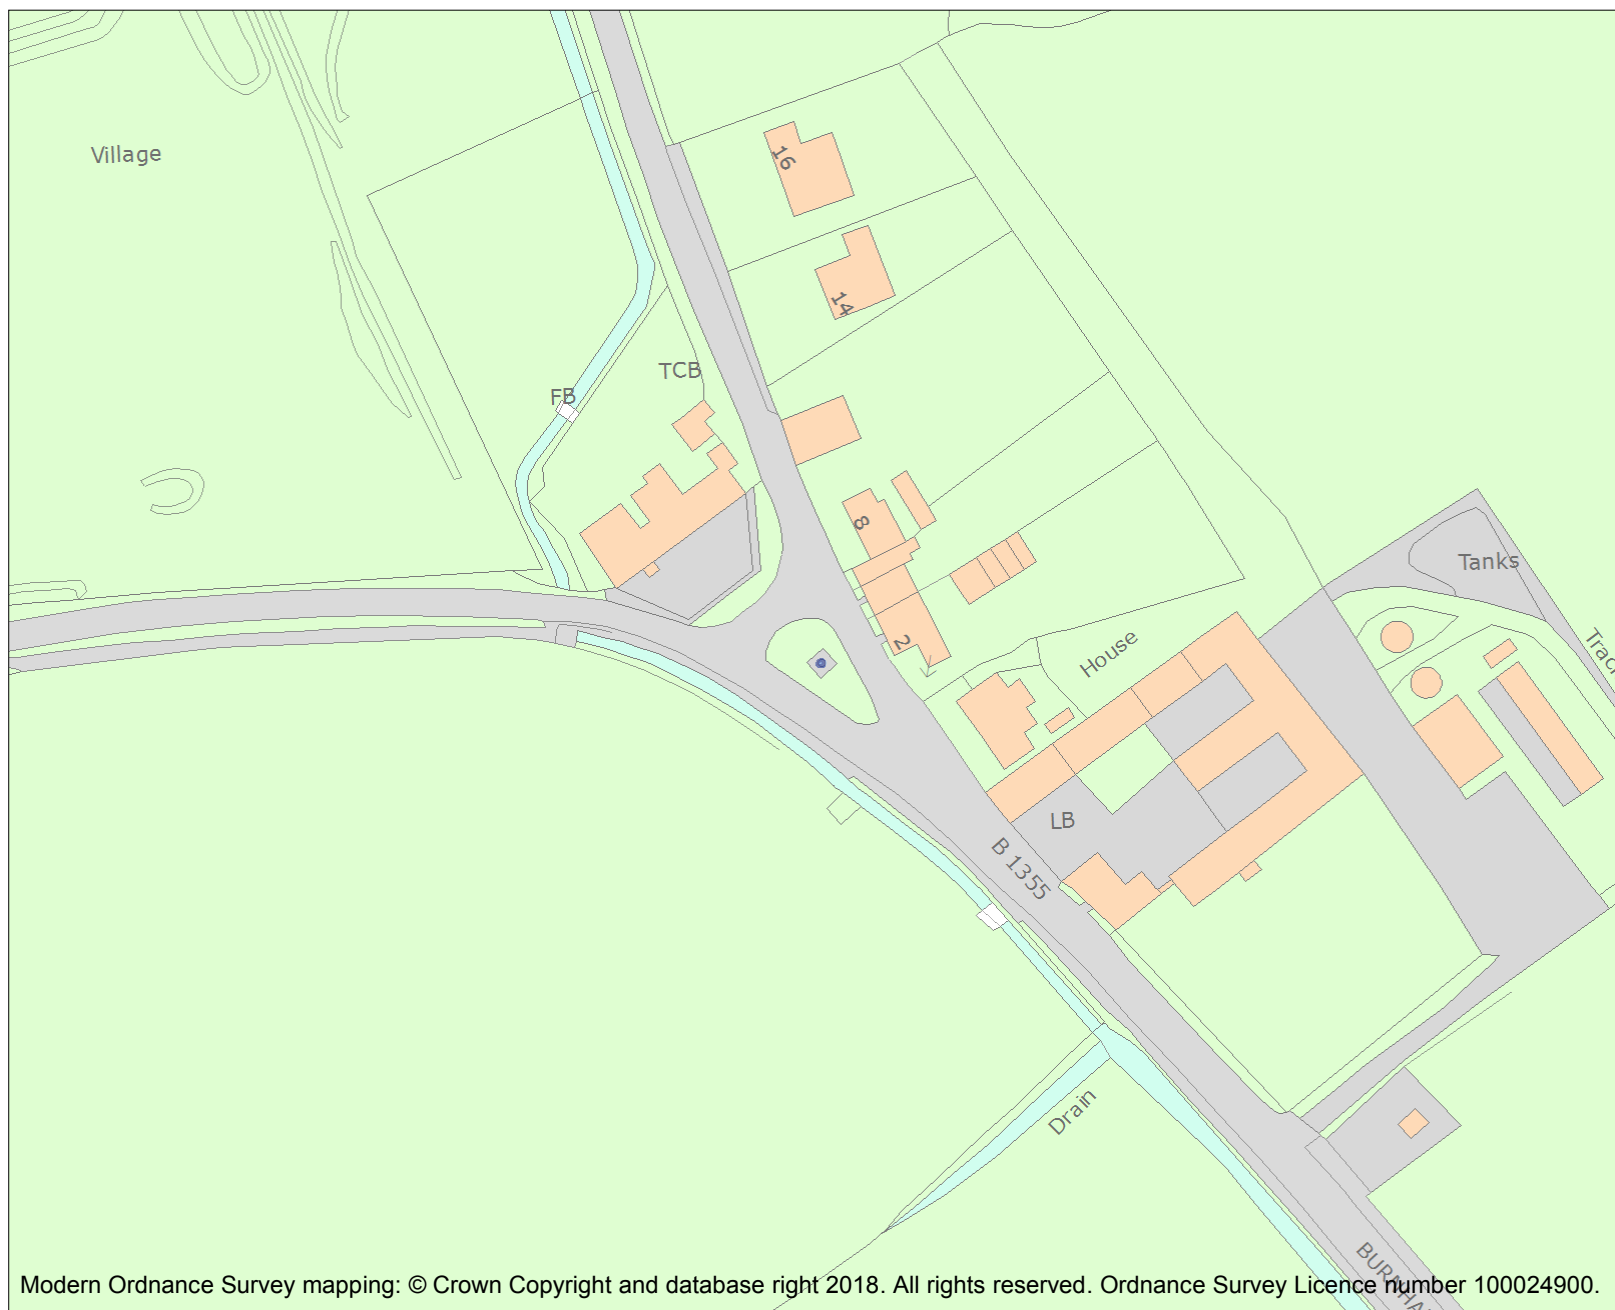 Village
16
14
TCB
FB
8
2
Tanks
House
LB
B 1355
Drain
Modern Ordnance Survey mapping: © Crown Copyright and database right 2018. All rights reserved. Ordnance Survey Licence number 100024900.